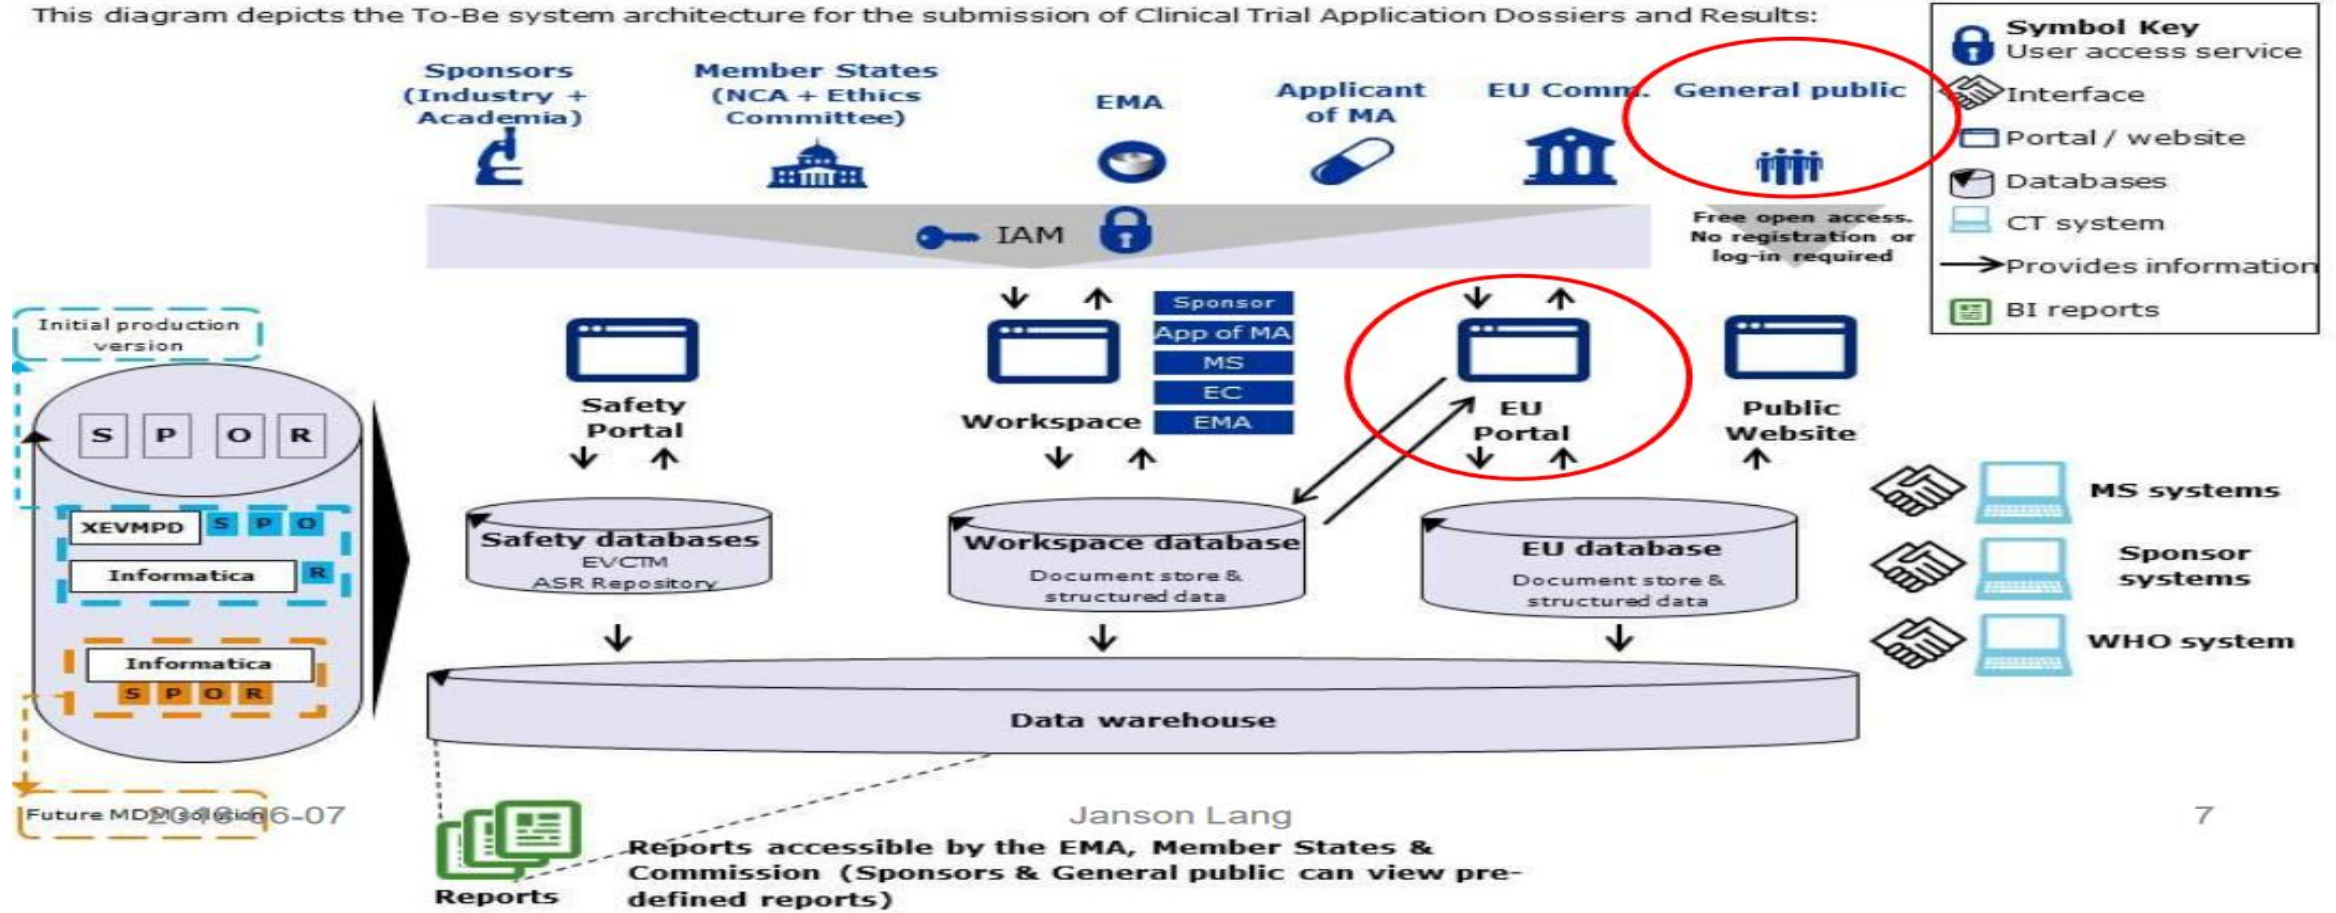 This diagram depicts the To-Be system architecture for the submission of Clinical Trial Application Dossiers and Results:
Symbol Key
User access service
Interface
Portal / website
Databases
CT system
Provides information
BI reports
Sponsors
(Industry +
Academia)
Member States
(NCA + Ethics
Committee)
EMA
Applicant
of MA
EU Comm.
General public
IAM
Free open access.
No registration or
log-in required
Initial production
version
S P O R
XEVMPD S P O
Informatica R
Informatica
S P O R
Future MDM solution
Safety
Portal
Workspace
Sponsor
App of MA
MS
EC
EMA
EU
Portal
Public
Website
Safety databases
EVCTM
ASR Repository
Workspace database
Document store &
structured data
EU database
Document store &
structured data
MS systems
Sponsor
systems
WHO system
Data warehouse
Janson Lang
7
Reports
Reports accessible by the EMA, Member States &
Commission (Sponsors & General public can view pre-
defined reports)